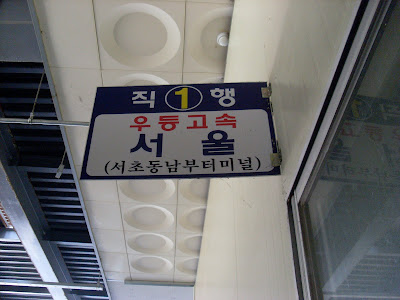 직 1 행
우등고속
서울
(서초동남부터미널)